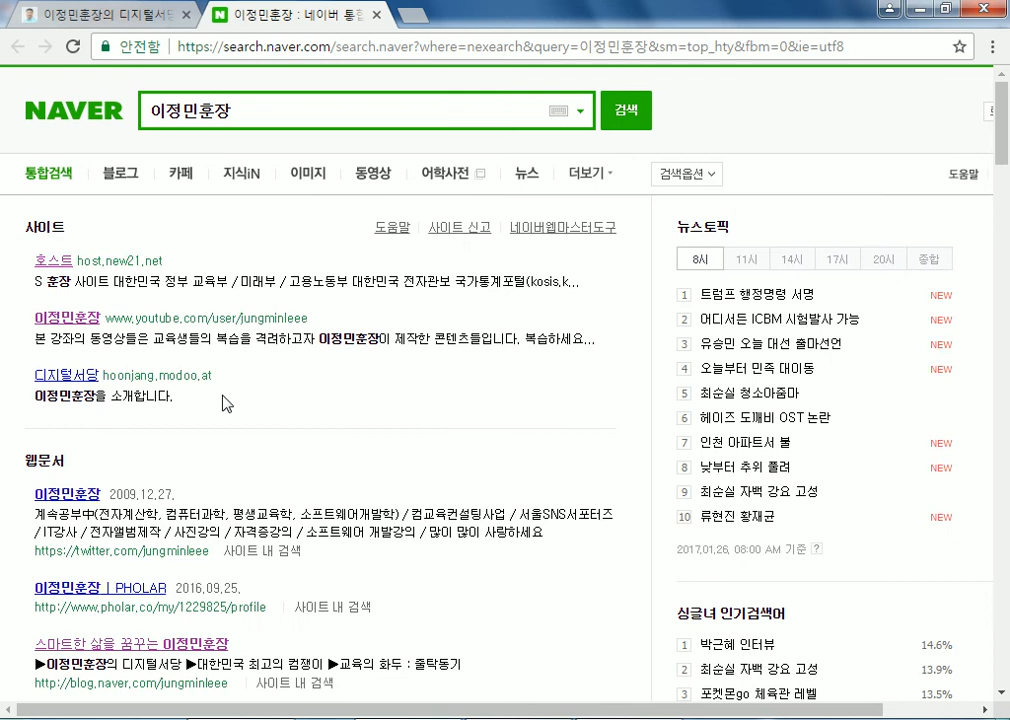 이정민훈장의 디지털서당
이정민훈장 : 네이버 통합
안전함
https://search.naver.com/search.naver?where=nexearch&query=이정민훈장&sm=top_hty&fbm=0&ie=utf8
NAVER
이정민훈장
검색
통합검색 블로그 카페 지식iN 이미지 동영상 어학사전 뉴스 더보기 검색옵션 도움말
사이트 도움말 사이트 신고 네이버웹마스터도구
호스트 host.new21.net
S 훈장 사이트 대한민국 정부 교육부 / 미래부 / 고용노동부 대한민국 전자관보 국가통계포털(kosis.k...
이정민훈장 www.youtube.com/user/jungminleee
본 강좌의 동영상들은 교육생들의 복습을 격려하고자 이정민훈장이 제작한 콘텐츠들입니다. 복습하세요...
디지털서당 hoonjang.modoo.at
이정민훈장을 소개합니다.
웹문서
이정민훈장 2009.12.27.
계속공부中(전자계산학, 컴퓨터과학, 평생교육학, 소프트웨어개발학) / 컴교육컨설팅사업 / 서울SNS서포터즈
/ IT강사 / 전자앨범제작 / 사진강의 / 자격증강의 / 소프트웨어 개발강의 / 많이 많이 사랑하세요
https://twitter.com/jungminleee 사이트 내 검색
이정민훈장 | PHOLAR 2016.09.25.
http://www.pholar.co/my/1229825/profile 사이트 내 검색
스마트한 삶을 꿈꾸는 이정민훈장
▶이정민훈장의 디지털서당 ▶대한민국 최고의 컴쟁이 ▶교육의 화두 : 줄탁동기
http://blog.naver.com/jungminleee 사이트 내 검색
뉴스토픽
8시 11시 14시 17시 20시 종합
1 트럼프 행정명령 서명 NEW
2 어디서든 ICBM 시험발사 가능 NEW
3 유승민 오늘 대선 출마선언 NEW
4 오늘부터 민족 대이동 NEW
5 최순실 청소아줌마
6 헤이즈 도깨비 OST 논란
7 인천 아파트서 불 NEW
8 낮부터 추위 풀려 NEW
9 최순실 자백 강요 고성
10 류현진 황재균 NEW
2017.01.26. 08:00 AM 기준 ?
싱글녀 인기검색어
1 박근혜 인터뷰 14.6%
2 최순실 자백 강요 고성 13.9%
3 포켓몬go 체육관 레벨 13.5%